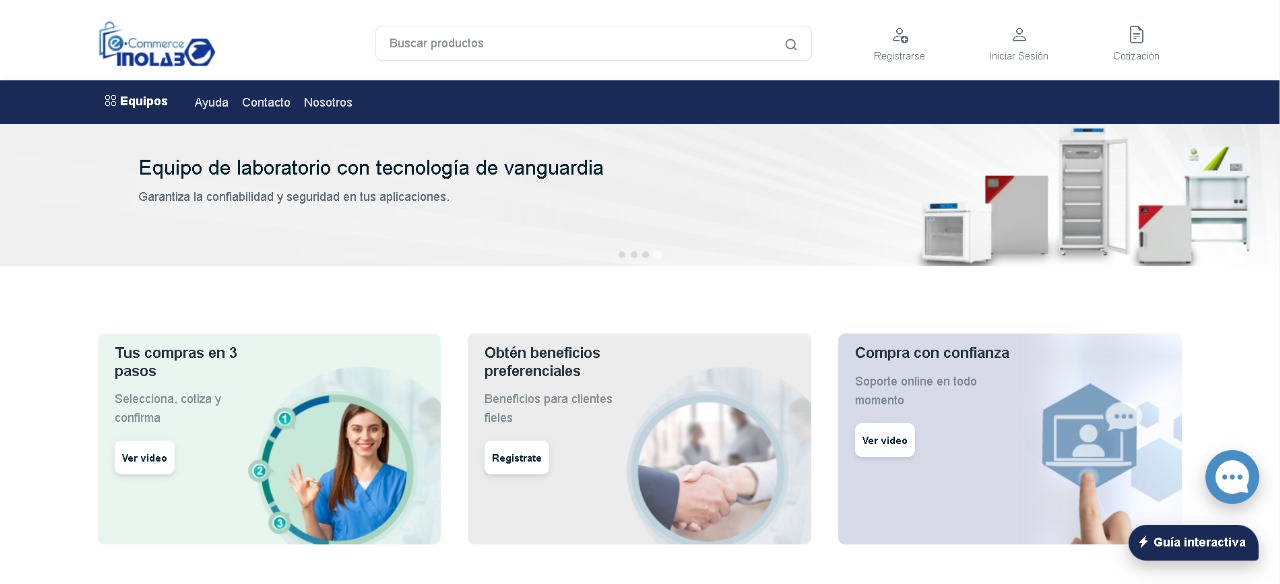 e-Commerce
INOLAB
Buscar productos
Registrarse
Iniciar Sesión
Cotización
Equipos
Ayuda
Contacto
Nosotros
Equipo de laboratorio con tecnología de vanguardia
Garantiza la confiabilidad y seguridad en tus aplicaciones.
Tus compras en 3
pasos
Selecciona, cotiza y
confirma
Ver video
1
2
3
Obtén beneficios
preferenciales
Beneficios para clientes
fieles
Registrate
Compra con confianza
Soporte online en todo
momento
Ver video
Guía interactiva